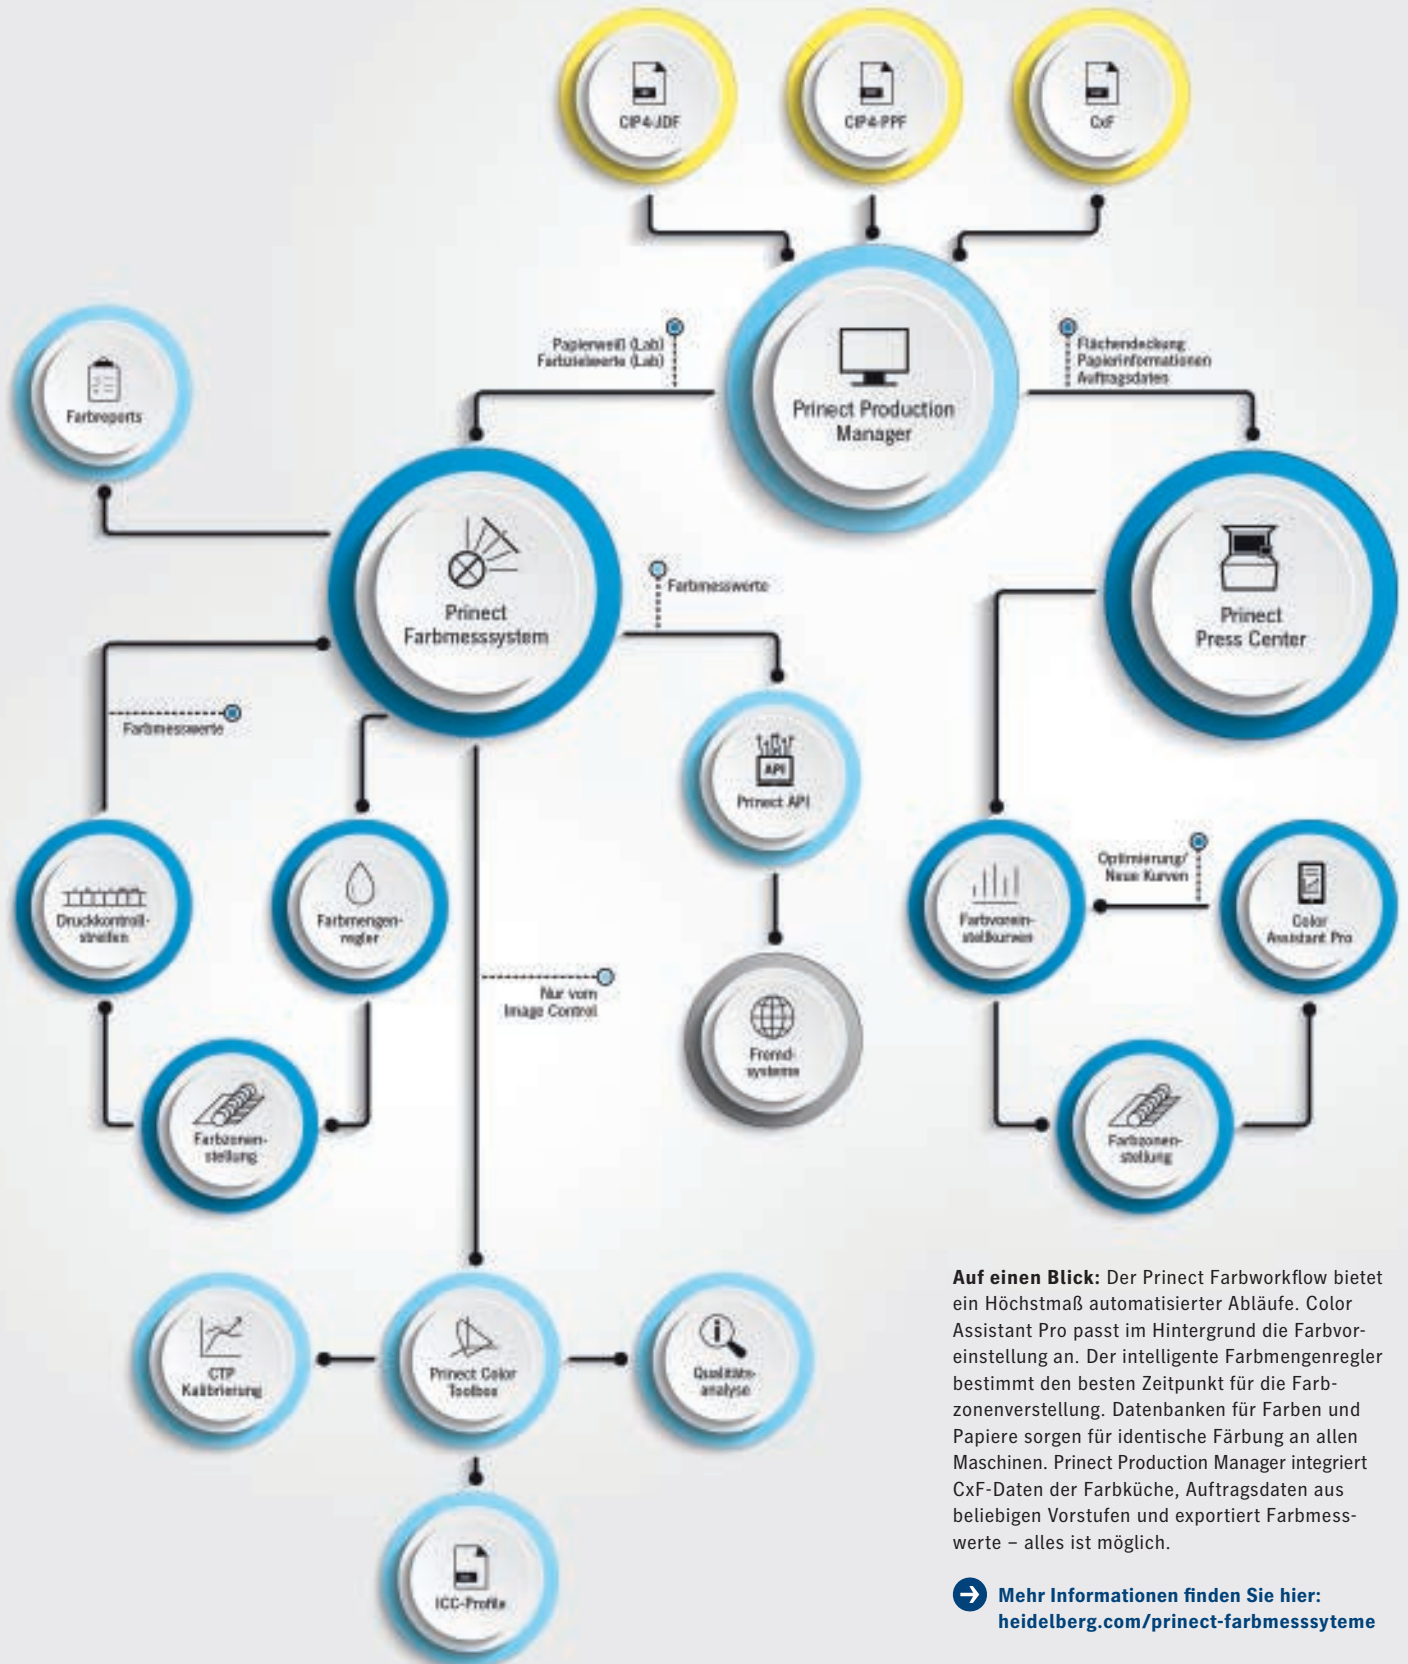 CIP4-JDF
CIP4-PPF
CxF
Papierweiß (Lab)
Farbzielwerte (Lab)
Flächendeckung
Papierinformationen
Auftragsdaten
Prinect Production
Manager
Farbreports
Prinect
Farbmesssystem
Farbmesswerte
Prinect
Press Center
Farbmesswerte
API
Prinect API
Druckkontroll-
streifen
Farbmengen-
regler
Farbvorein-
stellkurven
Optimierung/
Neue Kurven
Color
Assistant Pro
Nur vom
Image Control
Fremd-
systeme
Farbzonen-
stellung
Farbzonen-
stellung
CTP
Kalibrierung
Prinect Color
Toolbox
Qualitäts-
analyse
ICC-Profile
Auf einen Blick: Der Prinect Farbworkflow bietet
ein Höchstmaß automatisierter Abläufe. Color
Assistant Pro passt im Hintergrund die Farbvor-
einstellung an. Der intelligente Farbmengenregler
bestimmt den besten Zeitpunkt für die Farb-
zonenverstellung. Datenbanken für Farben und
Papiere sorgen für identische Färbung an allen
Maschinen. Prinect Production Manager integriert
CxF-Daten der Farbküche, Auftragsdaten aus
beliebigen Vorstufen und exportiert Farbmess-
werte – alles ist möglich.
Mehr Informationen finden Sie hier:
heidelberg.com/prinect-farbmesssyteme